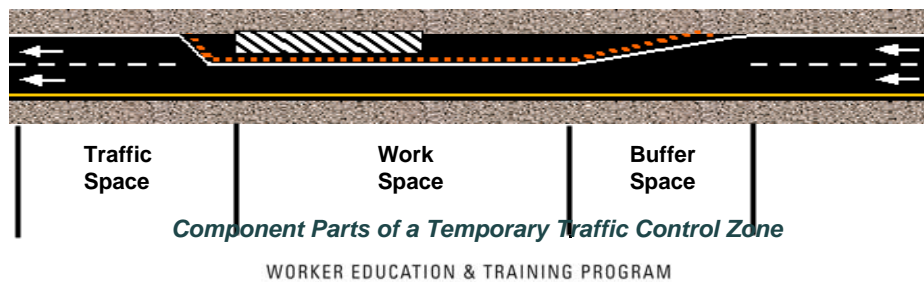 Traffic
Space
Work
Space
Buffer
Space
Component Parts of a Temporary Traffic Control Zone
WORKER EDUCATION & TRAINING PROGRAM